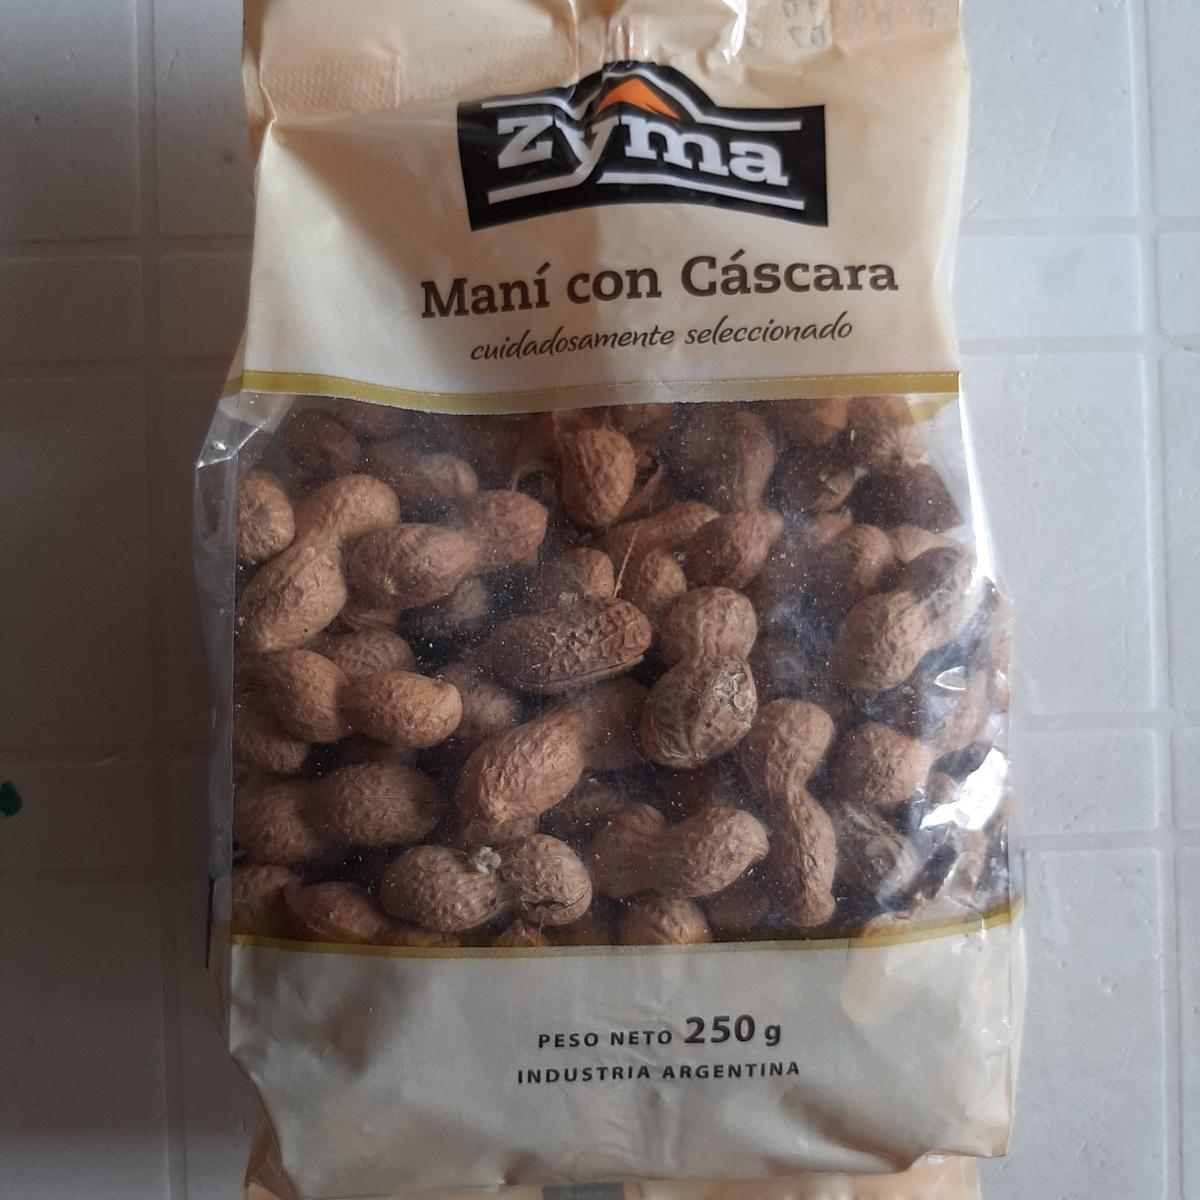 zyma
Maní con Cáscara
cuidadosamente seleccionado
PESO NETO 250 g
INDUSTRIA ARGENTINA